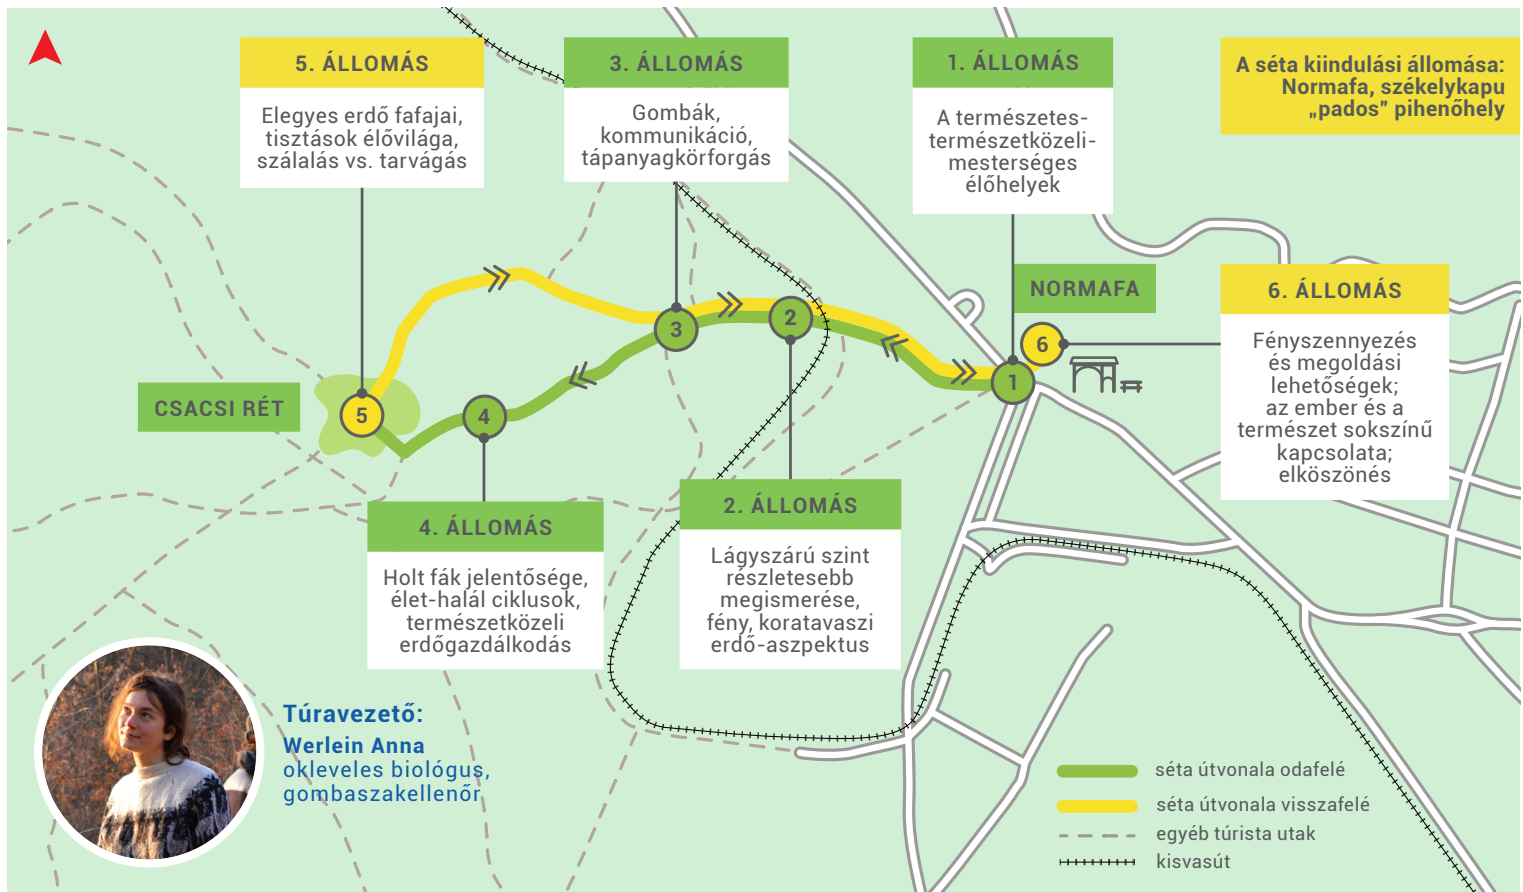 5. ÁLLOMÁS
Elegyes erdő fafajai,
tisztások élővilága,
szálalás vs. tarvágás
3. ÁLLOMÁS
Gombák,
kommunikáció,
tápanyagkörforgás
1. ÁLLOMÁS
A természetes-
természetközeli-
mesterséges
élőhelyek
A séta kiindulási állomása:
Normafa, székelykapu
„pados” pihenőhely
NORMAFA
6. ÁLLOMÁS
Fényszennyezés
és megoldási
lehetőségek;
az ember és a
természet sokszínű
kapcsolata;
elköszönés
3
2
6
1
CSACSI RÉT
5
4
4. ÁLLOMÁS
Holt fák jelentősége,
élet-halál ciklusok,
természetközeli
erdőgazdálkodás
2. ÁLLOMÁS
Lágyszárú szint
részletesebb
megismerése,
fény, koratavaszi
erdő-aszpektus
Túravezető:
Werlein Anna
okleveles biológus,
gombaszakellenőr
séta útvonala odafelé
séta útvonala visszafelé
egyéb túrista utak
kisvasút